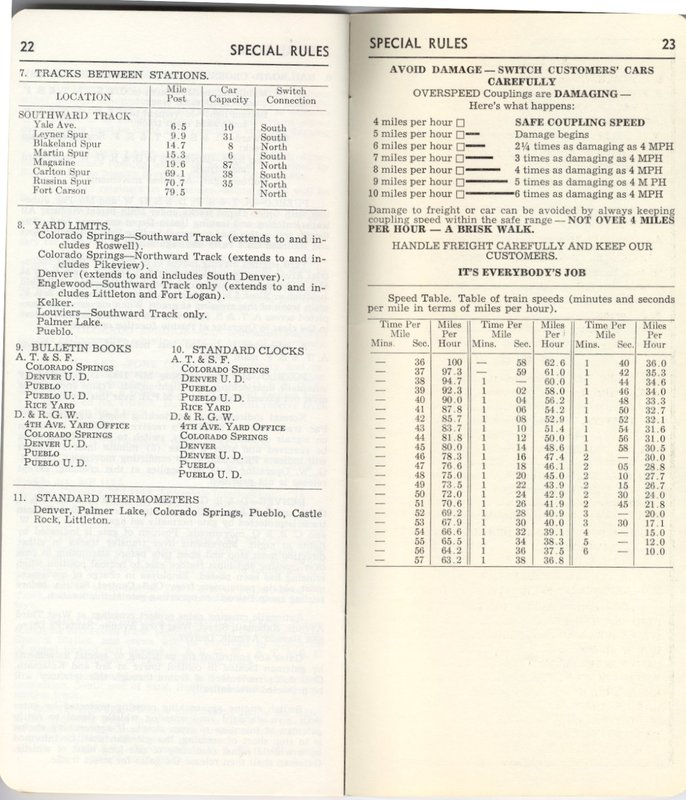 22
SPECIAL RULES
7. TRACKS BETWEEN STATIONS.
LOCATION Mile Post Car Capacity Switch Connection
SOUTHWARD TRACK
Yale Ave. 6.5 10 South
Leyner Spur 9.9 31 South
Blakeland Spur 14.7 8 North
Martin Spur 15.3 6 South
Magazine 19.6 87 North
Carlton Spur 69.1 38 South
Russina Spur 70.7 35 North
Fort Carson 79.5 North
8. YARD LIMITS.
Colorado Springs—Southward Track (extends to and in-
cludes Roswell).
Colorado Springs—Northward Track (extends to and in-
cludes Pikeview).
Denver (extends to and includes South Denver).
Englewood—Southward Track only (extends to and in-
cludes Littleton and Fort Logan).
Kelker.
Louviers—Southward Track only.
Palmer Lake.
Pueblo.
9. BULLETIN BOOKS
A. T. & S. F.
COLORADO SPRINGS
DENVER U. D.
PUEBLO
PUEBLO U. D.
RICE YARD
D. & R. G. W.
4TH AVE. YARD OFFICE
COLORADO SPRINGS
DENVER U. D.
PUEBLO
PUEBLO U. D.
10. STANDARD CLOCKS
A. T. & S. F.
COLORADO SPRINGS
DENVER U. D.
PUEBLO
PUEBLO U. D.
RICE YARD
D. & R. G. W.
4TH AVE. YARD OFFICE
COLORADO SPRINGS
DENVER
DENVER U. D.
PUEBLO
PUEBLO U. D.
11. STANDARD THERMOMETERS
Denver, Palmer Lake, Colorado Springs, Pueblo, Castle
Rock, Littleton.
SPECIAL RULES
23
AVOID DAMAGE — SWITCH CUSTOMERS' CARS
CAREFULLY
OVERSPEED Couplings are DAMAGING —
Here's what happens:
4 miles per hour SAFE COUPLING SPEED
5 miles per hour Damage begins
6 miles per hour 2¼ times as damaging as 4 MPH
7 miles per hour 3 times as damaging as 4 MPH
8 miles per hour 4 times as damaging as 4 MPH
9 miles per hour 5 times as damaging os 4 M PH
10 miles per hour 6 times as damaging as 4 MPH
Damage to freight or car can be avoided by always keeping
coupling speed within the safe range — NOT OVER 4 MILES
PER HOUR — A BRISK WALK.
HANDLE FREIGHT CAREFULLY AND KEEP OUR
CUSTOMERS.
IT'S EVERYBODY'S JOB
Speed Table. Table of train speeds (minutes and seconds
per mile in terms of miles per hour).
Time Per Mile Miles Per Hour Time Per Mile Miles Per Hour Time Per Mile Miles Per Hour
Mins. Sec. Mins. Sec. Mins. Sec.
— 36 100 — 58 62.6 1 40 36.0
— 37 97.3 — 59 61.0 1 42 35.3
— 38 94.7 1 — 60.0 1 44 34.6
— 39 92.3 1 02 58.0 1 46 34.0
— 40 90.0 1 04 56.2 1 48 33.3
— 41 87.8 1 06 54.2 1 50 32.7
— 42 85.7 1 08 52.9 1 52 32.1
— 43 83.7 1 10 51.4 1 54 31.6
— 44 81.8 1 12 50.0 1 56 31.0
— 45 80.0 1 14 48.6 1 58 30.5
— 46 78.3 1 16 47.4 2 — 30.0
— 47 76.6 1 18 46.1 2 05 28.8
— 48 75.0 1 20 45.0 2 10 27.7
— 49 73.5 1 22 43.9 2 15 26.7
— 50 72.0 1 24 42.9 2 30 24.0
— 51 70.6 1 26 41.9 2 45 21.8
— 52 69.2 1 28 40.9 3 — 20.0
— 53 67.9 1 30 40.0 3 30 17.1
— 54 66.6 1 32 39.1 4 — 15.0
— 55 65.5 1 34 38.3 5 — 12.0
— 56 64.2 1 36 37.5 6 — 10.0
— 57 63.2 1 38 36.8